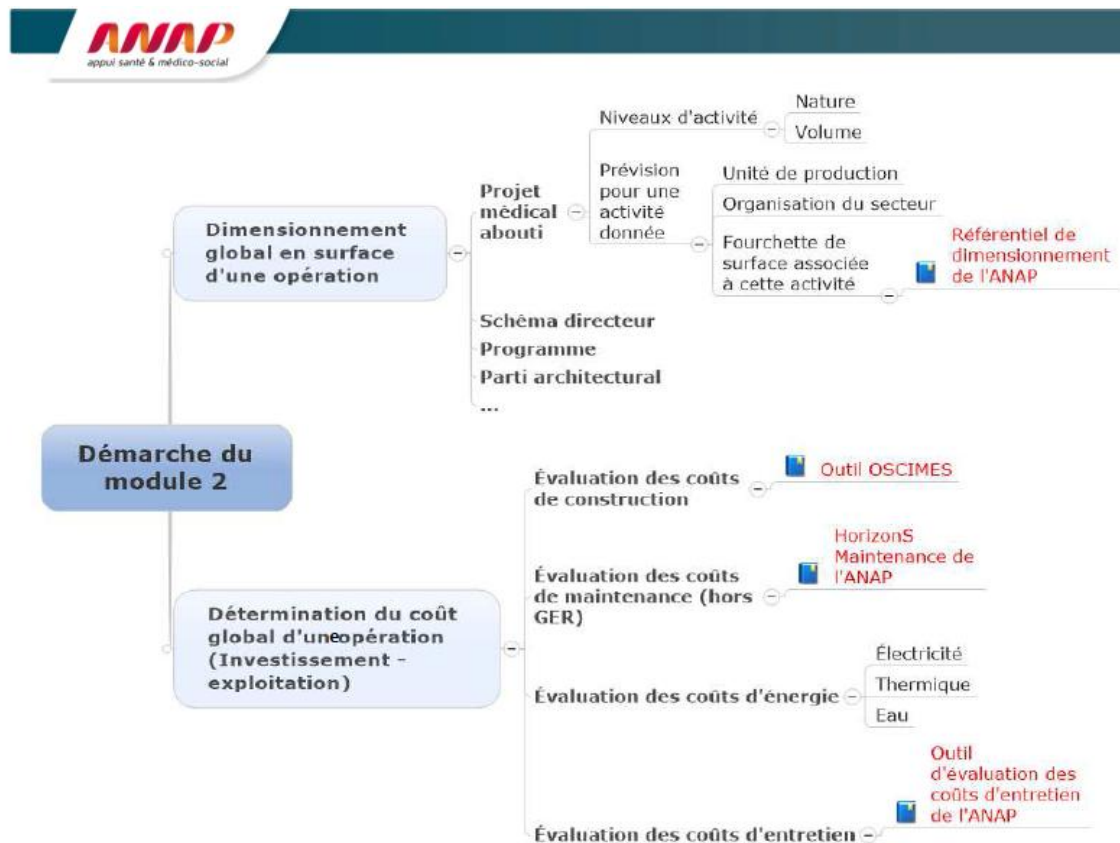 ANAP
appui santé & médico-social
Démarche du
module 2
Dimensionnement
global en surface
d'une opération
Projet
médical
abouti
Niveaux d'activité
Nature
Volume
Prévision
pour une
activité
donnée
Unité de production
Organisation du secteur
Fourchette de
surface associée
à cette activité
Référentiel de
dimensionnement
de l'ANAP
Schéma directeur
Programme
Parti architectural
...
Détermination du coût
global d'uneopération
(Investissement -
exploitation)
Évaluation des coûts
de construction
Outil OSCIMES
Évaluation des coûts
de maintenance (hors
GER)
HorizonS
Maintenance de
l'ANAP
Évaluation des coûts d'énergie
Électricité
Thermique
Eau
Évaluation des coûts d'entretien
Outil
d'évaluation des
coûts d'entretien
de l'ANAP